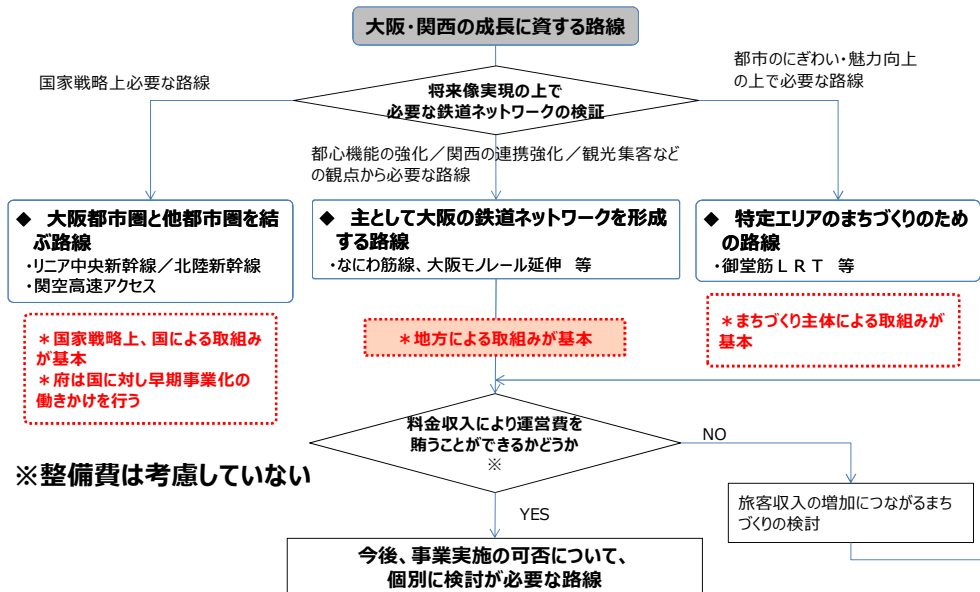 大阪・関西の成長に資する路線
国家戦略上必要な路線
都市のにぎわい・魅力向上
の上で必要な路線
将来像実現の上で
必要な鉄道ネットワークの検証
都心機能の強化／関西の連携強化／観光集客など
の観点から必要な路線
◆ 大阪都市圏と他都市圏を結
ぶ路線
・リニア中央新幹線／北陸新幹線
・関空高速アクセス
◆ 主として大阪の鉄道ネットワークを形成
する路線
・なにわ筋線、大阪モノレール延伸 等
◆ 特定エリアのまちづくりのため
の路線
・御堂筋ＬＲＴ 等
＊国家戦略上、国による取組み
が基本
＊府は国に対し早期事業化の
働きかけを行う
＊地方による取組みが基本
＊まちづくり主体による取組みが
基本
料金収入により運営費を
賄うことができるかどうか
※
NO
※整備費は考慮していない
旅客収入の増加につながるまち
づくりの検討
YES
今後、事業実施の可否について、
個別に検討が必要な路線